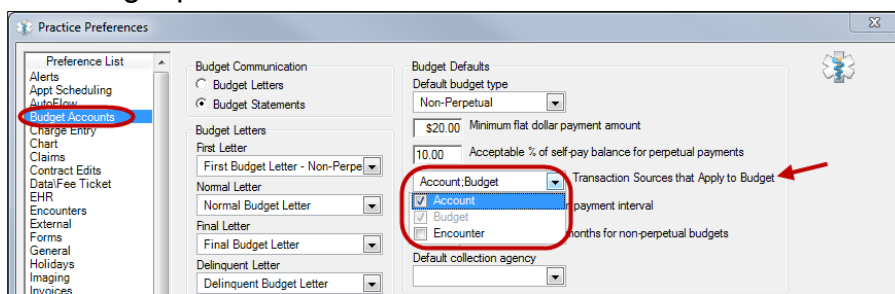 Practice Preferences
Preference List
Alerts
Appt Scheduling
AutoFlow
Budget Accounts
Charge Entry
Chart
Claims
Contract Edits
Data\Fee Ticket
EHR
Encounters
External
Forms
General
Holidays
Imaging
Invoices
Budget Communication
Budget Letters
Budget Statements
Budget Letters
First Letter
First Budget Letter - Non-Perpe
Normal Letter
Normal Budget Letter
Final Letter
Final Budget Letter
Delinquent Letter
Delinquent Budget Letter
Budget Defaults
Default budget type
Non-Perpetual
$20.00 Minimum flat dollar payment amount
10.00 Acceptable % of self-pay balance for perpetual payments
Account;Budget Transaction Sources that Apply to Budget
Account
payment interval
Budget
Encounter
months for non-perpetual budgets
Default collection agency